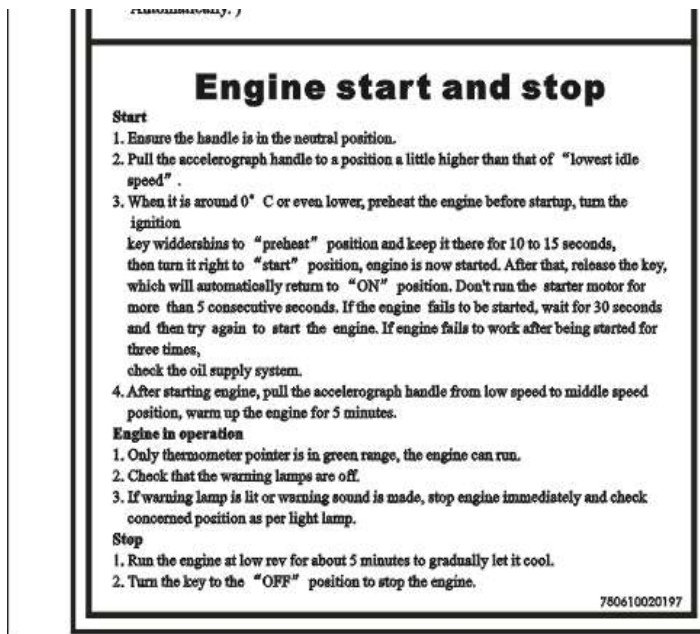 Automatically. )
Engine start and stop
Start
1. Ensure the handle is in the neutral position.
2. Pull the accelerograph handle to a position a little higher than that of “lowest idle
speed” .
3. When it is around 0° C or even lower, preheat the engine before startup, turn the
ignition
key widdershins to “preheat” position and keep it there for 10 to 15 seconds,
then turn it right to “start” position, engine is now started. After that, release the key,
which will automatically return to “ON” position. Don't run the starter motor for
more than 5 consecutive seconds. If the engine fails to be started, wait for 30 seconds
and then try again to start the engine. If engine fails to work after being started for
three times,
check the oil supply system.
4. After starting engine, pull the accelerograph handle from low speed to middle speed
position, warm up the engine for 5 minutes.
Engine in operation
1. Only thermometer pointer is in green range, the engine can run.
2. Check that the warning lamps are off.
3. If warning lamp is lit or warning sound is made, stop engine immediately and check
concerned position as per light lamp.
Stop
1. Run the engine at low rev for about 5 minutes to gradually let it cool.
2. Turn the key to the “OFF” position to stop the engine.
780610020197